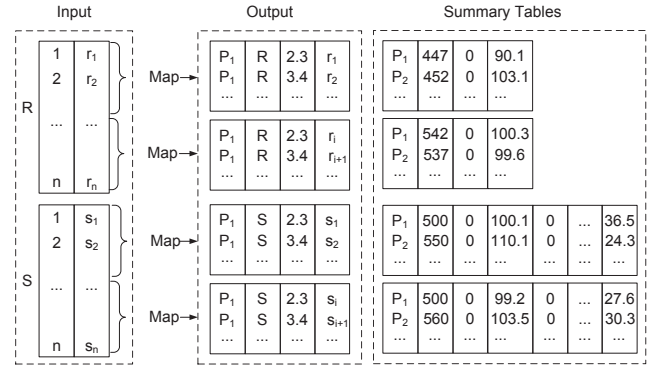 Input Output Summary Tables
R
1 r1
2 r2
... ...
n rn
Map
P1 R 2.3 r1
P1 R 3.4 r2
... ... ... ...
P1 447 0 90.1
P2 452 0 103.1
... ... ... ...
Map
P1 R 2.3 ri
P1 R 3.4 ri+1
... ... ... ...
P1 542 0 100.3
P2 537 0 99.6
... ... ... ...
S
1 s1
2 s2
... ...
n sn
Map
P1 S 2.3 s1
P1 S 3.4 s2
... ... ... ...
P1 500 0 100.1 0 ... 36.5
P2 550 0 110.1 0 ... 24.3
... ... ... ... ... ... ...
Map
P1 S 2.3 si
P1 S 3.4 si+1
... ... ... ...
P1 500 0 99.2 0 ... 27.6
P2 560 0 103.5 0 ... 30.3
... ... ... ... ... ... ...